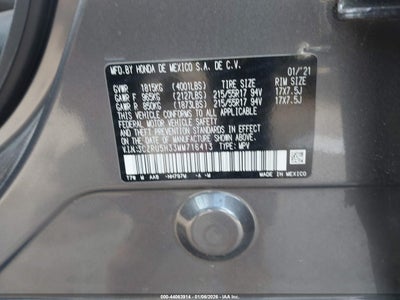 MFD.BY HONDA DE MEXICO S.A. DE C.V. 01/'21
GVWR 1815KG (4001LBS) TIRE SIZE RIM SIZE
GAWR F 965KG (2127LBS) 215/55R17 94V 17X7.5J
GAWR R 850KG (1873LBS) 215/55R17 94V 17X7.5J
THIS VEHICLE CONFORMS TO ALL APPLICABLE
FEDERAL MOTOR VEHICLE SAFETY AND THEFT
PREVENTION STANDARDS IN EFFECT ON THE DATE
OF MANUFACTURE SHOWN ABOVE.
V.I.N:3CZRU5H33MM716413 TYPE: MPV
MADE IN MEXICO
000-44063914 - 01/06/2026 - IAA Inc.